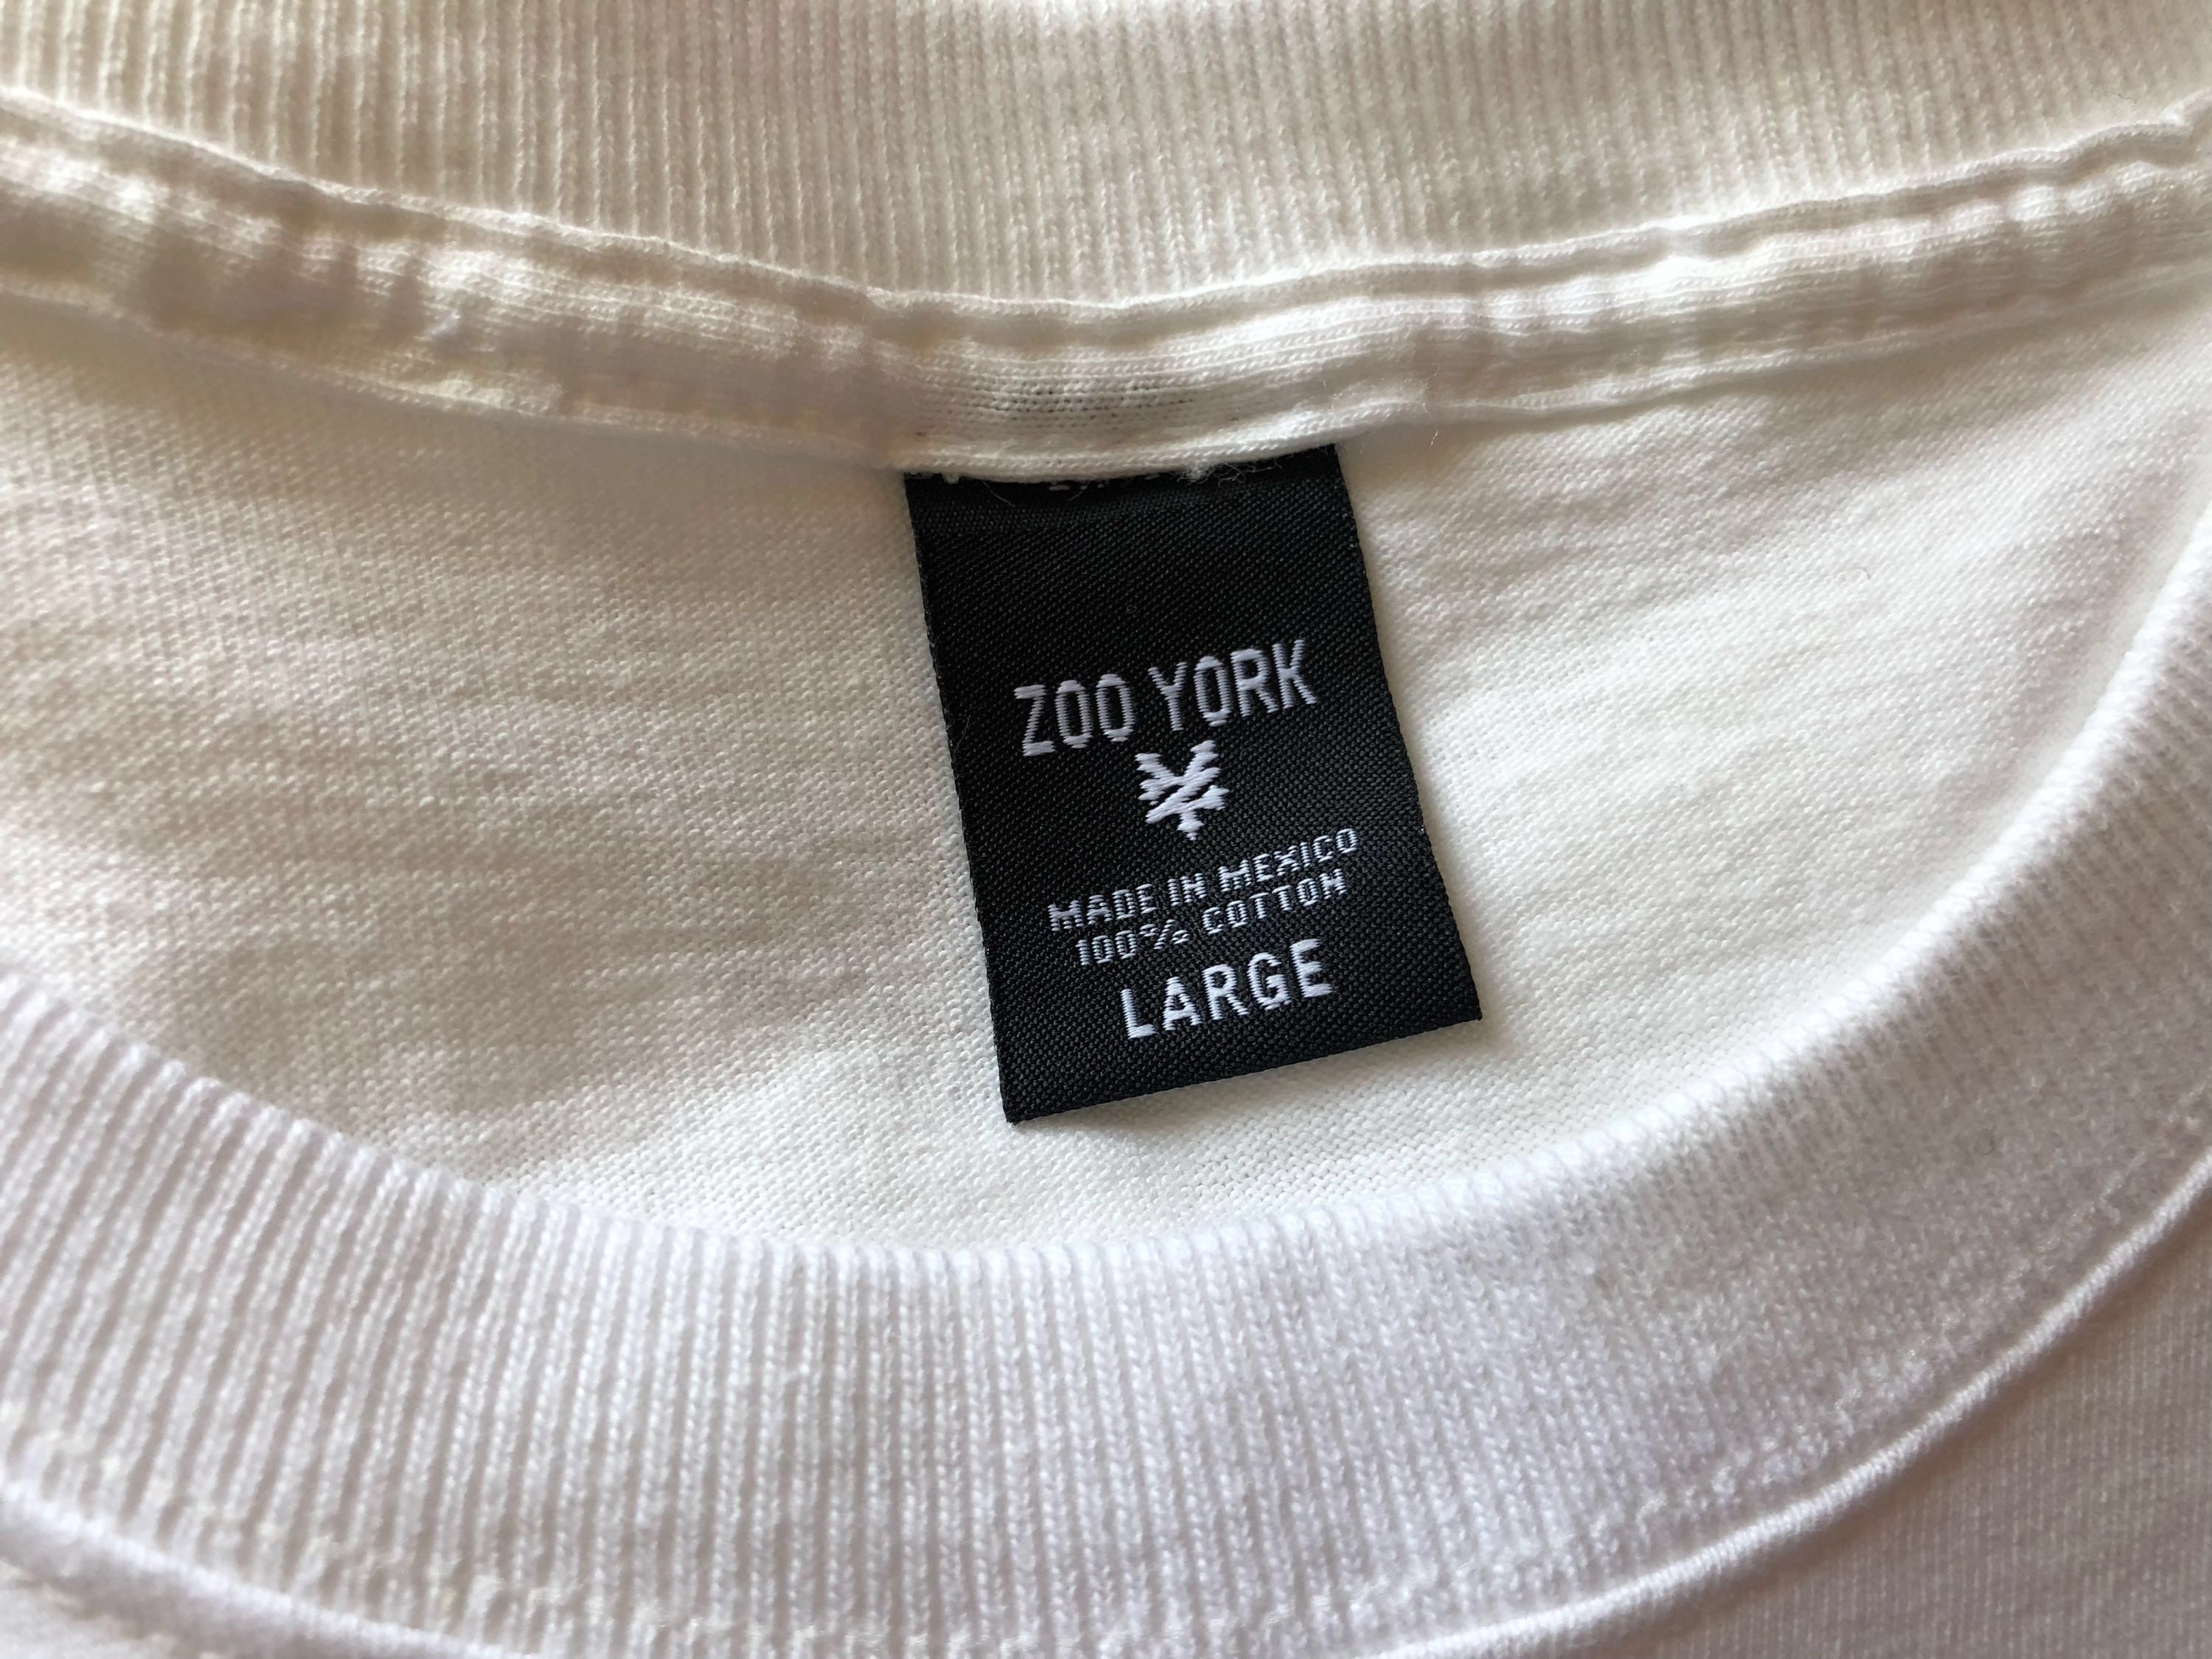 ZOO YORK
MADE IN MEXICO
100% COTTON
LARGE